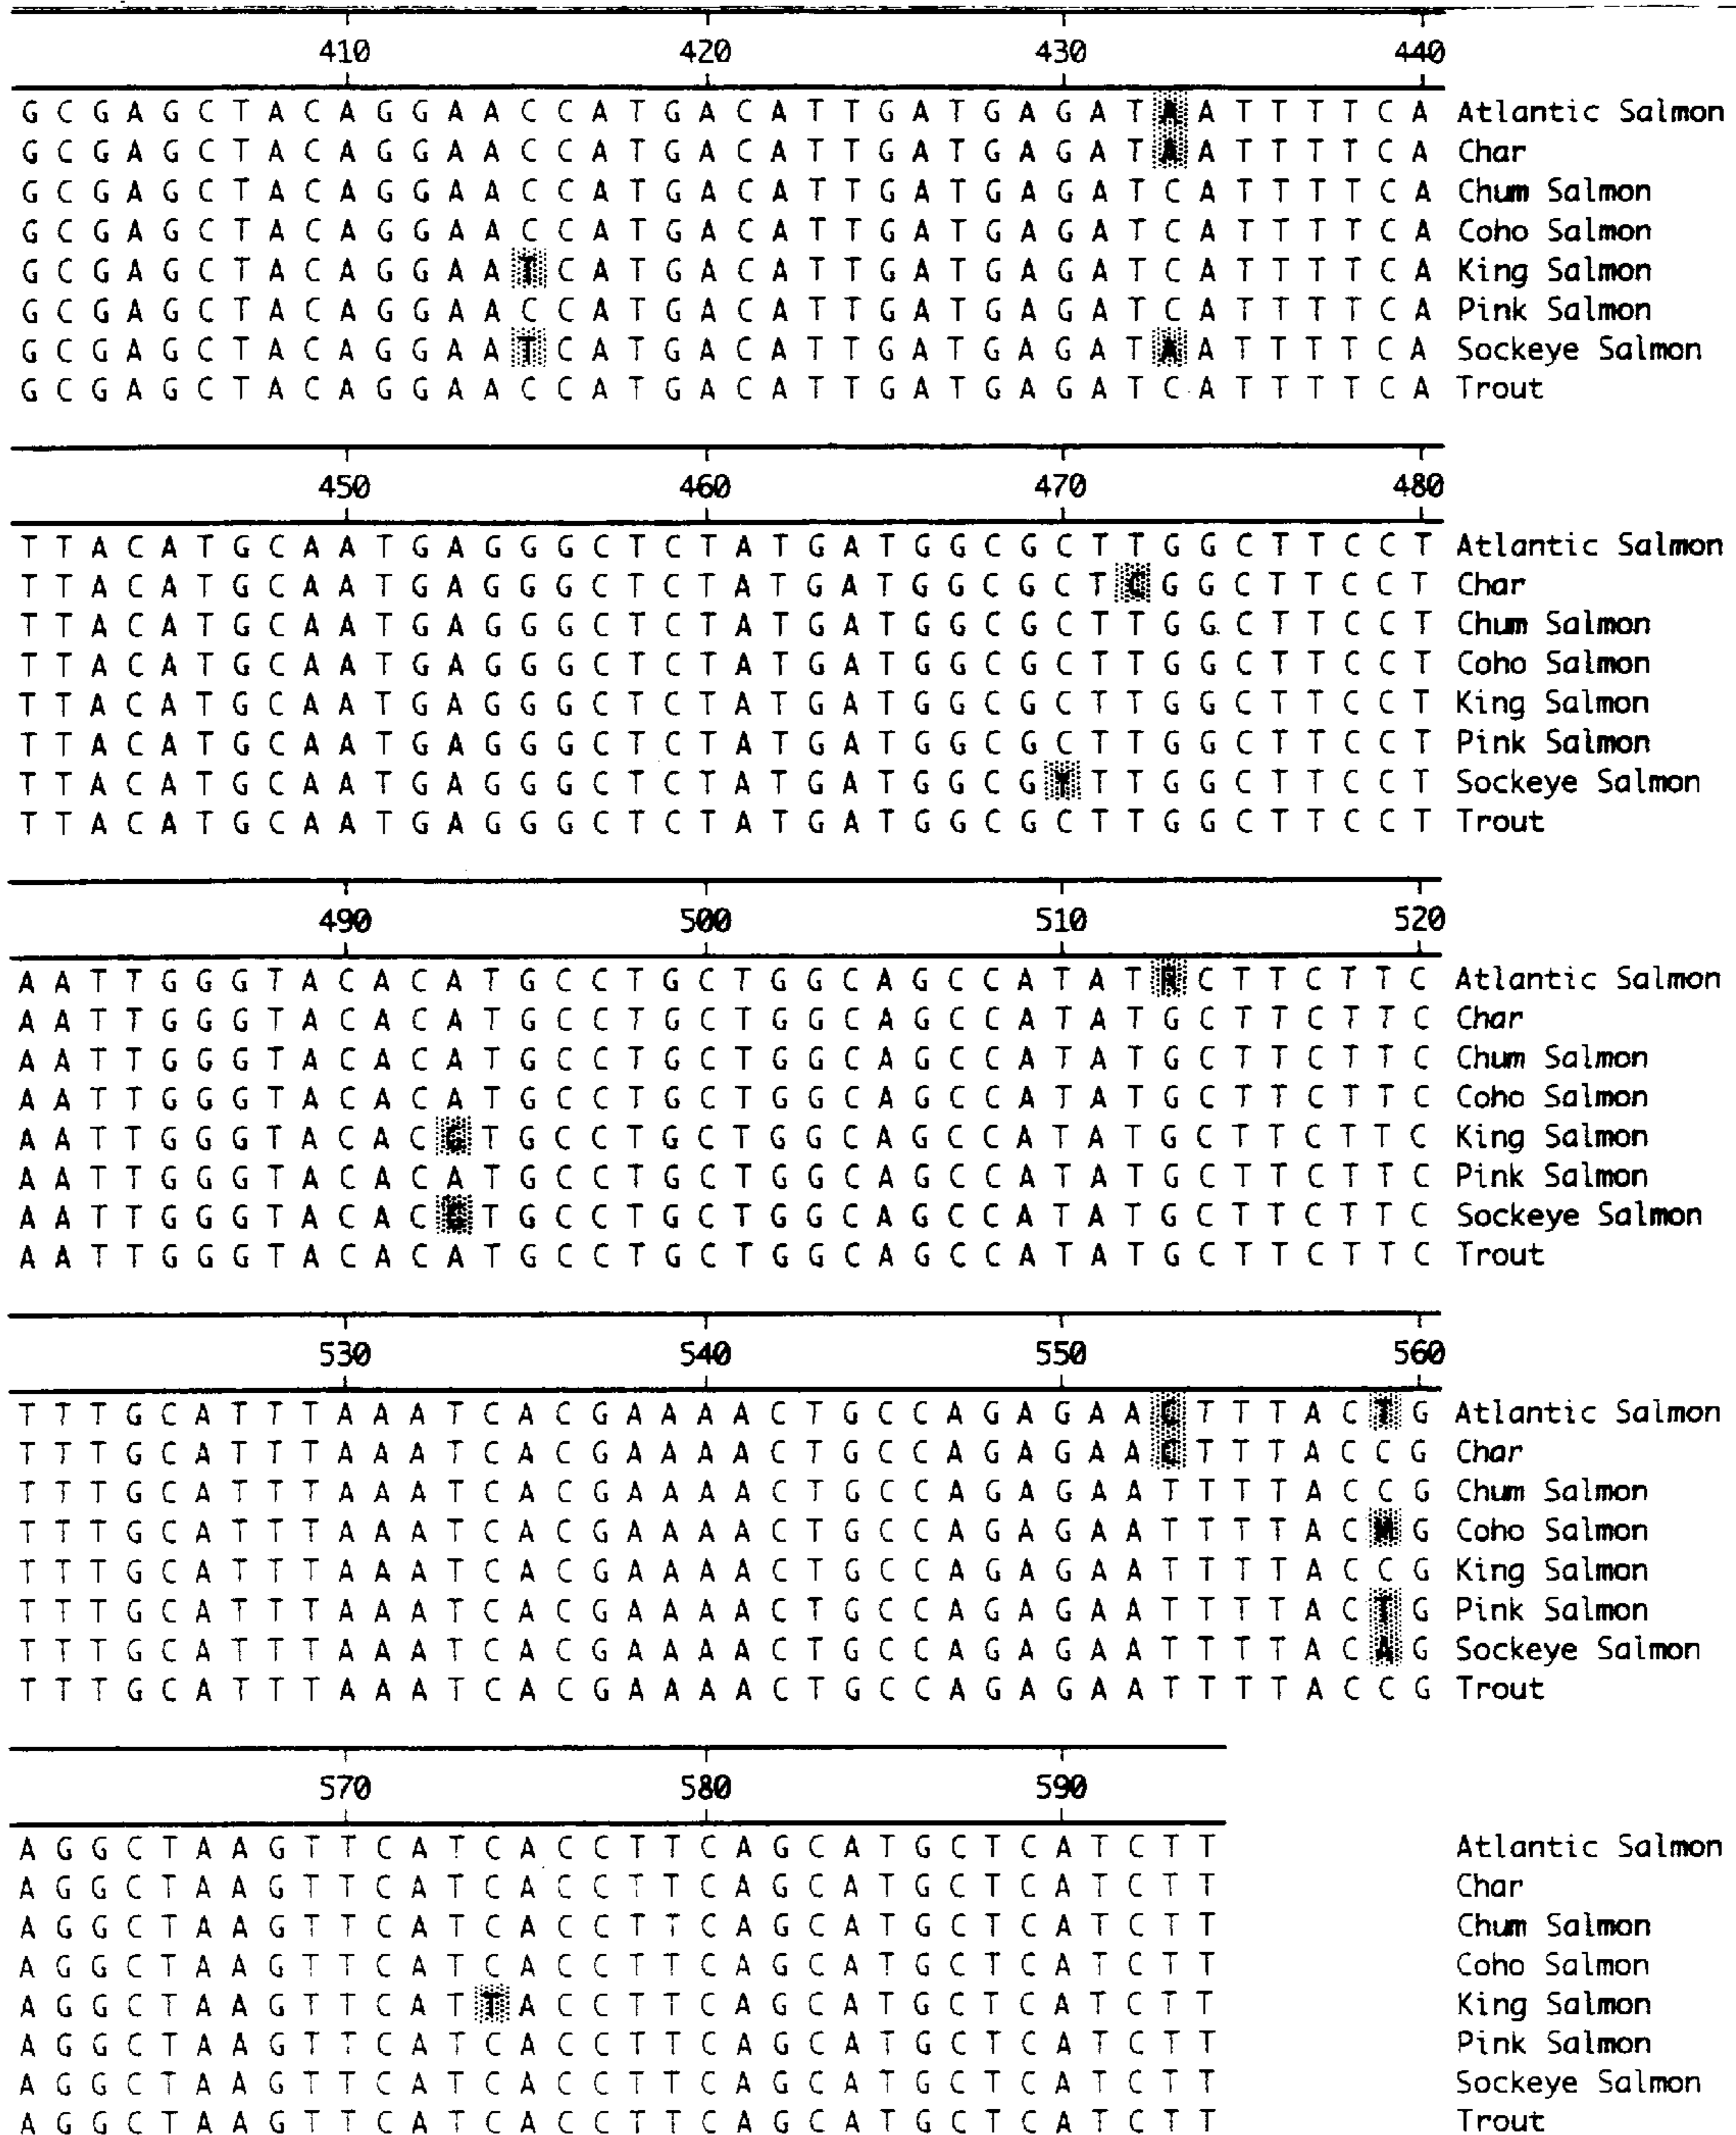 410 420 430 440
G C G A G C T A C A G G A A C C A T G A C A T T G A T G A G A T A A T T T T C A Atlantic Salmon
G C G A G C T A C A G G A A C C A T G A C A T T G A T G A G A T A A T T T T C A Char
G C G A G C T A C A G G A A C C A T G A C A T T G A T G A G A T C A T T T T C A Chum Salmon
G C G A G C T A C A G G A A C C A T G A C A T T G A T G A G A T C A T T T T C A Coho Salmon
G C G A G C T A C A G G A A T C A T G A C A T T G A T G A G A T C A T T T T C A King Salmon
G C G A G C T A C A G G A A C C A T G A C A T T G A T G A G A T C A T T T T C A Pink Salmon
G C G A G C T A C A G G A A T C A T G A C A T T G A T G A G A T A A T T T T C A Sockeye Salmon
G C G A G C T A C A G G A A C C A T G A C A T T G A T G A G A T C A T T T T C A Trout
450 460 470 480
T T A C A T G C A A T G A G G G C T C T A T G A T G G C G C T T G G C T T C C T Atlantic Salmon
T T A C A T G C A A T G A G G G C T C T A T G A T G G C G C T C G G C T T C C T Char
T T A C A T G C A A T G A G G G C T C T A T G A T G G C G C T T G G C T T C C T Chum Salmon
T T A C A T G C A A T G A G G G C T C T A T G A T G G C G C T T G G C T T C C T Coho Salmon
T T A C A T G C A A T G A G G G C T C T A T G A T G G C G C T T G G C T T C C T King Salmon
T T A C A T G C A A T G A G G G C T C T A T G A T G G C G C T T G G C T T C C T Pink Salmon
T T A C A T G C A A T G A G G G C T C T A T G A T G G C G Y T T G G C T T C C T Sockeye Salmon
T T A C A T G C A A T G A G G G C T C T A T G A T G G C G C T T G G C T T C C T Trout
490 500 510 520
A A T T G G G T A C A C A T G C C T G C T G G C A G C C A T A T R C T T C T T C Atlantic Salmon
A A T T G G G T A C A C A T G C C T G C T G G C A G C C A T A T G C T T C T T C Char
A A T T G G G T A C A C A T G C C T G C T G G C A G C C A T A T G C T T C T T C Chum Salmon
A A T T G G G T A C A C A T G C C T G C T G G C A G C C A T A T G C T T C T T C Coho Salmon
A A T T G G G T A C A C G T G C C T G C T G G C A G C C A T A T G C T T C T T C King Salmon
A A T T G G G T A C A C A T G C C T G C T G G C A G C C A T A T G C T T C T T C Pink Salmon
A A T T G G G T A C A C G T G C C T G C T G G C A G C C A T A T G C T T C T T C Sockeye Salmon
A A T T G G G T A C A C A T G C C T G C T G G C A G C C A T A T G C T T C T T C Trout
530 540 550 560
T T T G C A T T T A A A T C A C G A A A A C T G C C A G A G A A C T T T A C T G Atlantic Salmon
T T T G C A T T T A A A T C A C G A A A A C T G C C A G A G A A C T T T A C C G Char
T T T G C A T T T A A A T C A C G A A A A C T G C C A G A G A A T T T T A C C G Chum Salmon
T T T G C A T T T A A A T C A C G A A A A C T G C C A G A G A A T T T T A C M G Coho Salmon
T T T G C A T T T A A A T C A C G A A A A C T G C C A G A G A A T T T T A C C G King Salmon
T T T G C A T T T A A A T C A C G A A A A C T G C C A G A G A A T T T T A C T G Pink Salmon
T T T G C A T T T A A A T C A C G A A A A C T G C C A G A G A A T T T T A C A G Sockeye Salmon
T T T G C A T T T A A A T C A C G A A A A C T G C C A G A G A A T T T T A C C G Trout
570 580 590
A G G C T A A G T T C A T C A C C T T C A G C A T G C T C A T C T T Atlantic Salmon
A G G C T A A G T T C A T C A C C T T C A G C A T G C T C A T C T T Char
A G G C T A A G T T C A T C A C C T T C A G C A T G C T C A T C T T Chum Salmon
A G G C T A A G T T C A T C A C C T T C A G C A T G C T C A T C T T Coho Salmon
A G G C T A A G T T C A T T A C C T T C A G C A T G C T C A T C T T King Salmon
A G G C T A A G T T C A T C A C C T T C A G C A T G C T C A T C T T Pink Salmon
A G G C T A A G T T C A T C A C C T T C A G C A T G C T C A T C T T Sockeye Salmon
A G G C T A A G T T C A T C A C C T T C A G C A T G C T C A T C T T Trout